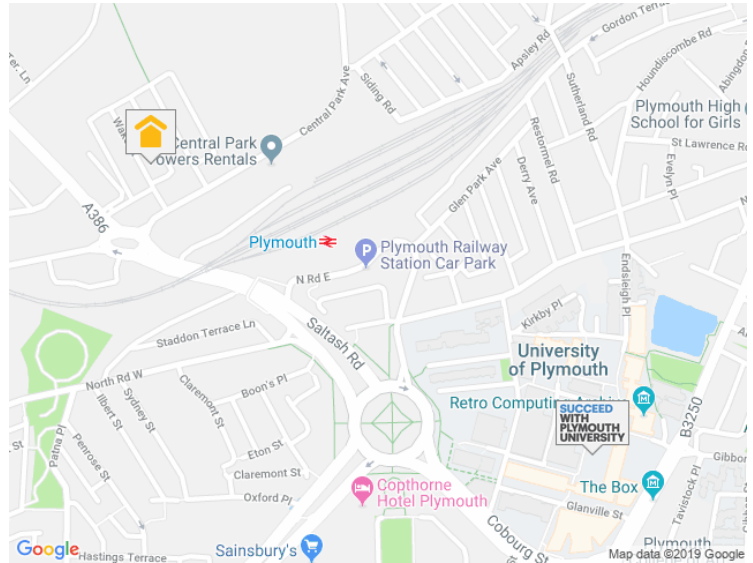 Gordon Terr
Ter. Ln
Apsley Rd
Siding Rd
Central Park Ave
Sutherland Rd
Houndiscombe Rd
Abingdon
Plymouth High
School for Girls
St Lawrence Rd
Central Park
Towers Rentals
Restormel Rd
Derry Ave
Evelyn Pl
Glen Park Ave
A386
Plymouth
Plymouth Railway
Station Car Park
N Rd E
Endsleigh Pl
Kirkby Pl
Staddon Terrace Ln
Saltash Rd
University
of Plymouth
North Rd W
Claremont St
Boon's Pl
Sydney St
Ilbert St
Retro Computing Archive
SUCCEED
WITH
PLYMOUTH
UNIVERSITY
B3250
Patna Pl
Penrose St
Eton St
Claremont St
Oxford Pl
Gibbon
Copthorne
Hotel Plymouth
The Box
Tavistock Pl
Glanville St
Cobourg St
Google
Hastings Terrace
Sainsbury's
Plymouth
Map data ©2019 Google